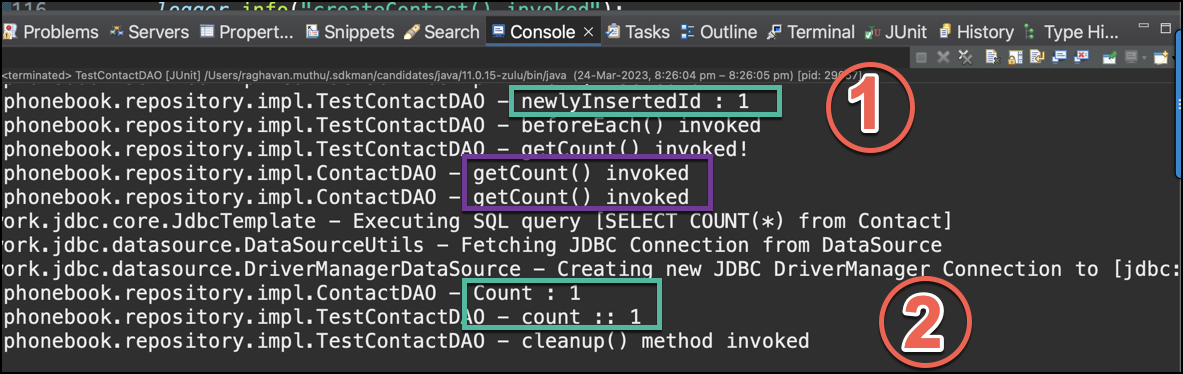 116 logger.info("createContact() invoked");
Problems Servers Propert... Snippets Search Console Tasks Outline Terminal JUnit History Type Hi...
<terminated> TestContactDAO [JUnit] /Users/raghavan.muthu/.sdkman/candidates/java/11.0.15-zulu/bin/java (24-Mar-2023, 8:26:04 pm – 8:26:05 pm) [pid:
phonebook.repository.impl.TestContactDAO - newlyInsertedId : 1
1
phonebook.repository.impl.TestContactDAO - beforeEach() invoked
phonebook.repository.impl.TestContactDAO - getCount() invoked!
phonebook.repository.impl.ContactDAO - getCount() invoked
phonebook.repository.impl.ContactDAO - getCount() invoked
work.jdbc.core.JdbcTemplate - Executing SQL query [SELECT COUNT(*) from Contact]
work.jdbc.datasource.DataSourceUtils - Fetching JDBC Connection from DataSource
work.jdbc.datasource.DriverManagerDataSource - Creating new JDBC DriverManager Connection to [jdbc:
phonebook.repository.impl.ContactDAO - Count : 1
phonebook.repository.impl.TestContactDAO - count :: 1
2
phonebook.repository.impl.TestContactDAO - cleanup() method invoked